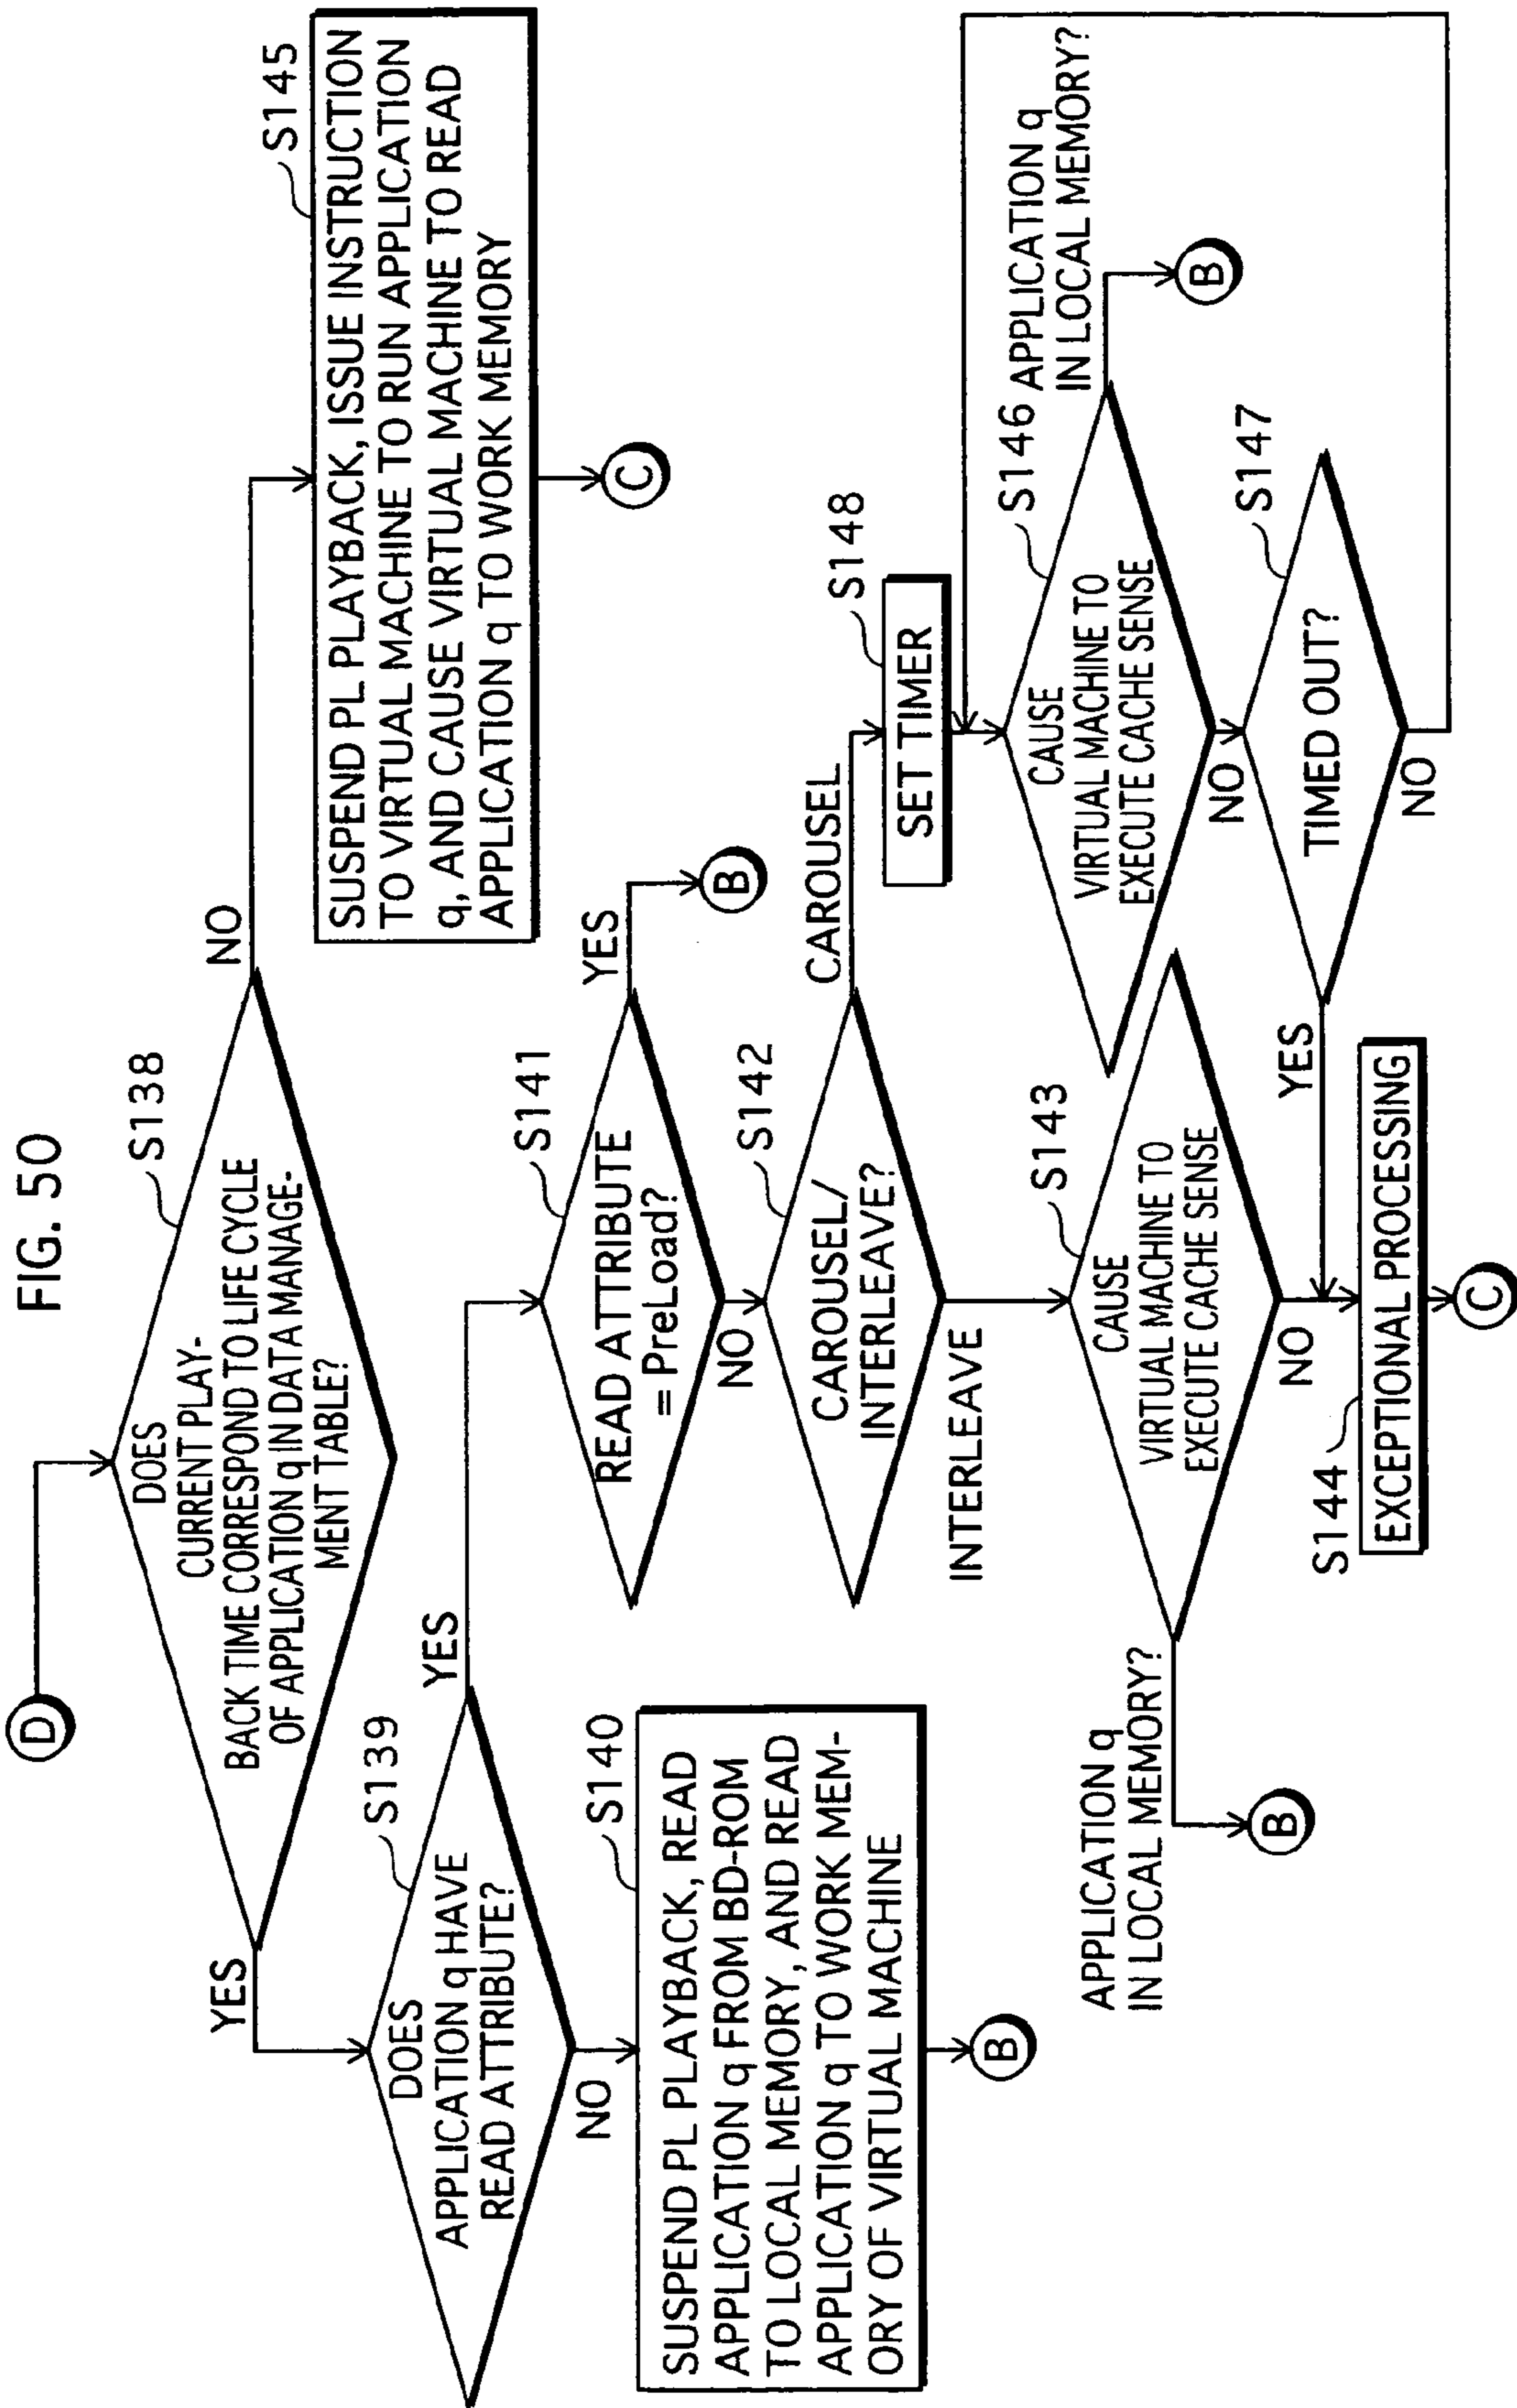 FIG. 50
D
S138
DOES
CURRENT PLAY-
BACK TIME CORRESPOND TO LIFE CYCLE
OF APPLICATION q IN DATA MANAGE-
MENT TABLE?
YES
NO
S145
SUSPEND PL PLAYBACK, ISSUE INSTRUCTION
TO VIRTUAL MACHINE TO RUN APPLICATION
q, AND CAUSE VIRTUAL MACHINE TO READ
APPLICATION q TO WORK MEMORY
C
S139
DOES
APPLICATION q HAVE
READ ATTRIBUTE?
YES
NO
S140
SUSPEND PL PLAYBACK, READ
APPLICATION q FROM BD-ROM
TO LOCAL MEMORY, AND READ
APPLICATION q TO WORK MEM-
ORY OF VIRTUAL MACHINE
B
S141
READ ATTRIBUTE
= PreLoad?
YES
B
NO
S142
CAROUSEL/
INTERLEAVE?
CAROUSEL
INTERLEAVE
S148
SET TIMER
S143
CAUSE
VIRTUAL MACHINE TO
EXECUTE CACHE SENSE
APPLICATION q
IN LOCAL MEMORY?
B
NO
S146
CAUSE
VIRTUAL MACHINE TO
EXECUTE CACHE SENSE
APPLICATION q
IN LOCAL MEMORY?
B
NO
S147
TIMED OUT?
YES
NO
S144
EXCEPTIONAL PROCESSING
C